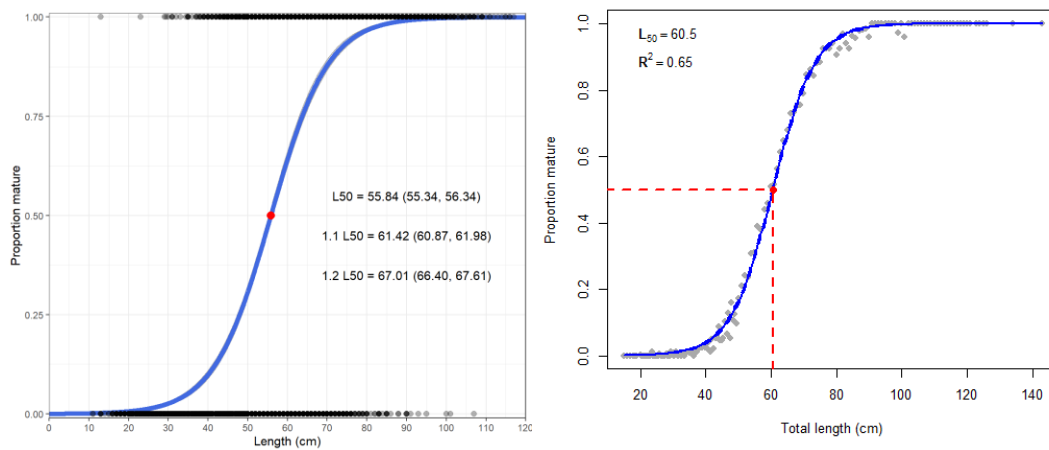 1.00
0.75
0.50
0.25
0.00
Proportion mature
L50 = 55.84 (55.34, 56.34)
1.1 L50 = 61.42 (60.87, 61.98)
1.2 L50 = 67.01 (66.40, 67.61)
0 10 20 30 40 50 60 70 80 90 100 110 120
Length (cm)
L50 = 60.5
R2 = 0.65
1.0
0.8
0.6
0.4
0.2
0.0
Proportion mature
20 40 60 80 100 120 140
Total length (cm)